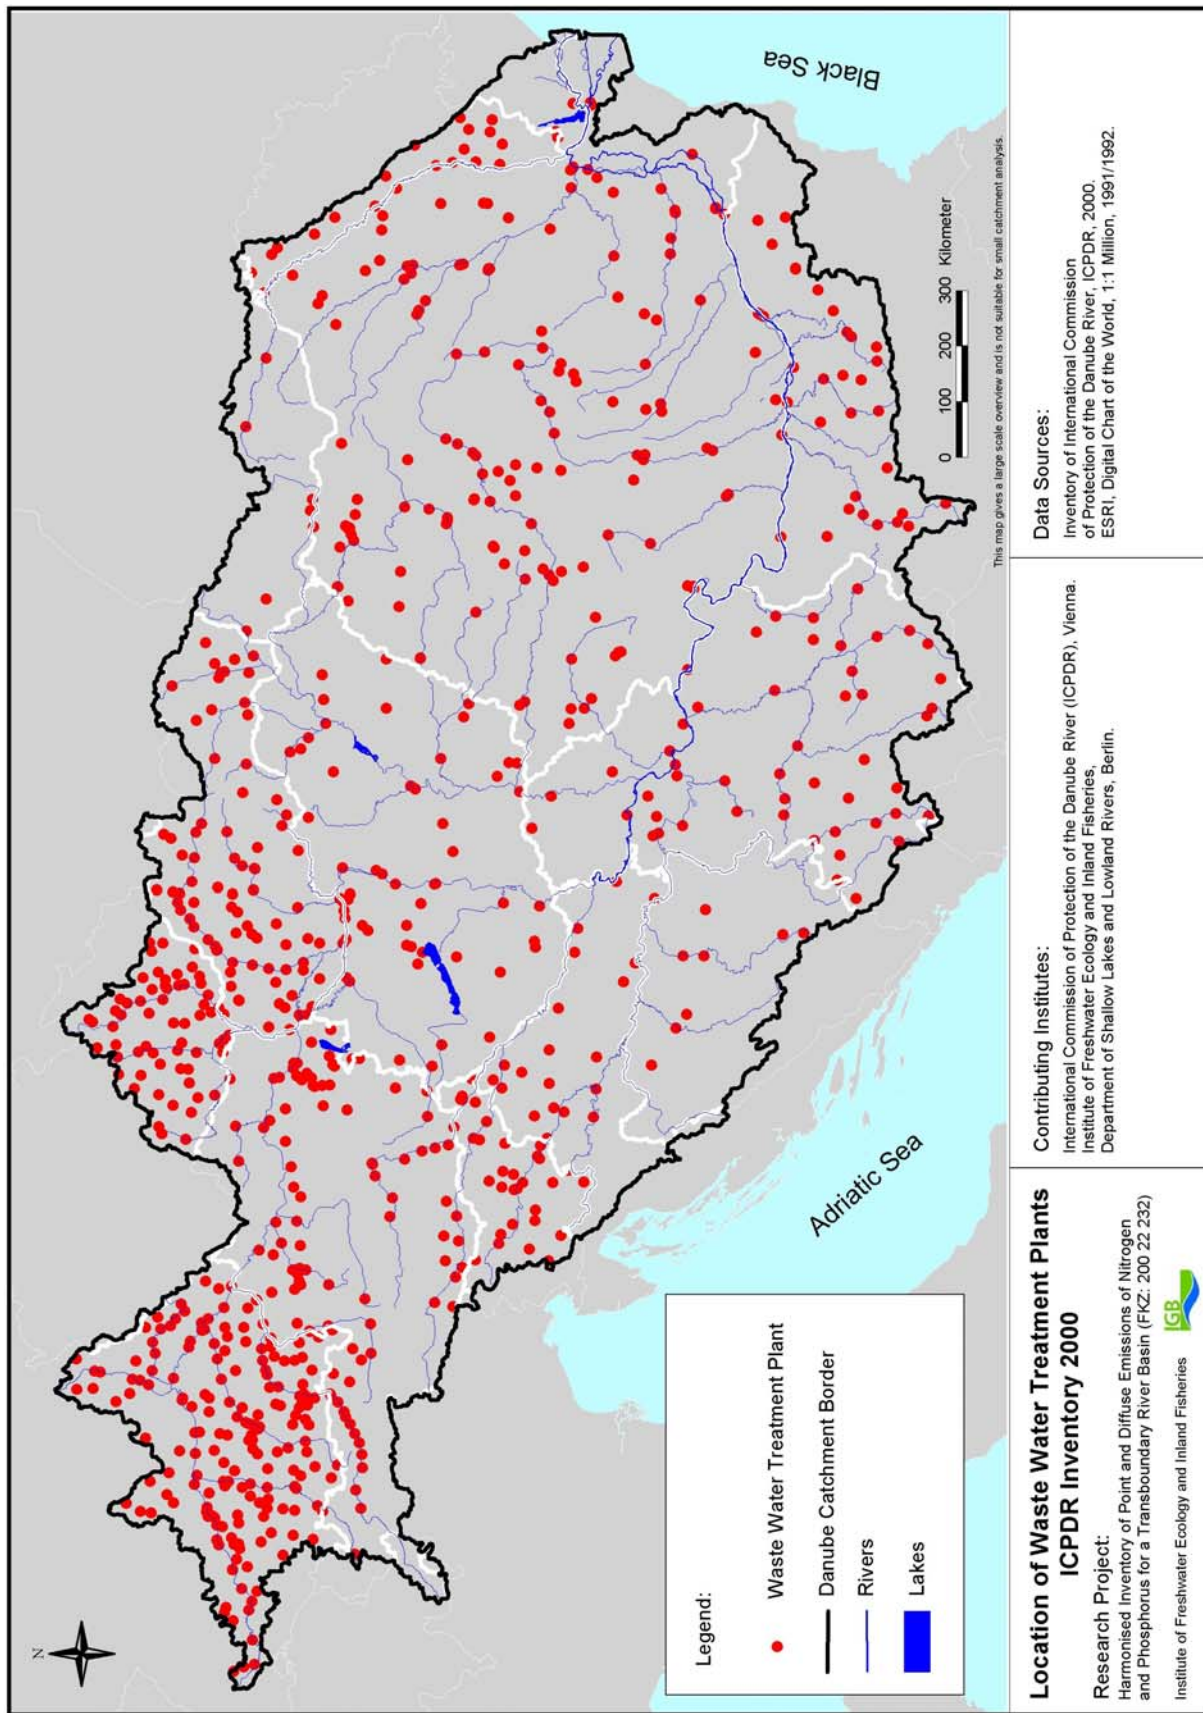 N
Black Sea
Adriatic Sea
0 100 200 300 Kilometer
This map gives a large scale overview and is not suitable for small catchment analysis.
Legend:
Waste Water Treatment Plant
Danube Catchment Border
Rivers
Lakes
Location of Waste Water Treatment Plants
ICPDR Inventory 2000
Research Project:
Harmonised Inventory of Point and Diffuse Emissions of Nitrogen
and Phosphorus for a Transboundary River Basin (FKZ: 200 22 232)
Institute of Freshwater Ecology and Inland Fisheries
IGB
Contributing Institutes:
International Commission of Protection of the Danube River (ICPDR), Vienna.
Institute of Freshwater Ecology and Inland Fisheries,
Department of Shallow Lakes and Lowland Rivers, Berlin.
Data Sources:
Inventory of International Commission
of Protection of the Danube River, ICPDR, 2000.
ESRI, Digital Chart of the World, 1:1 Million, 1991/1992.